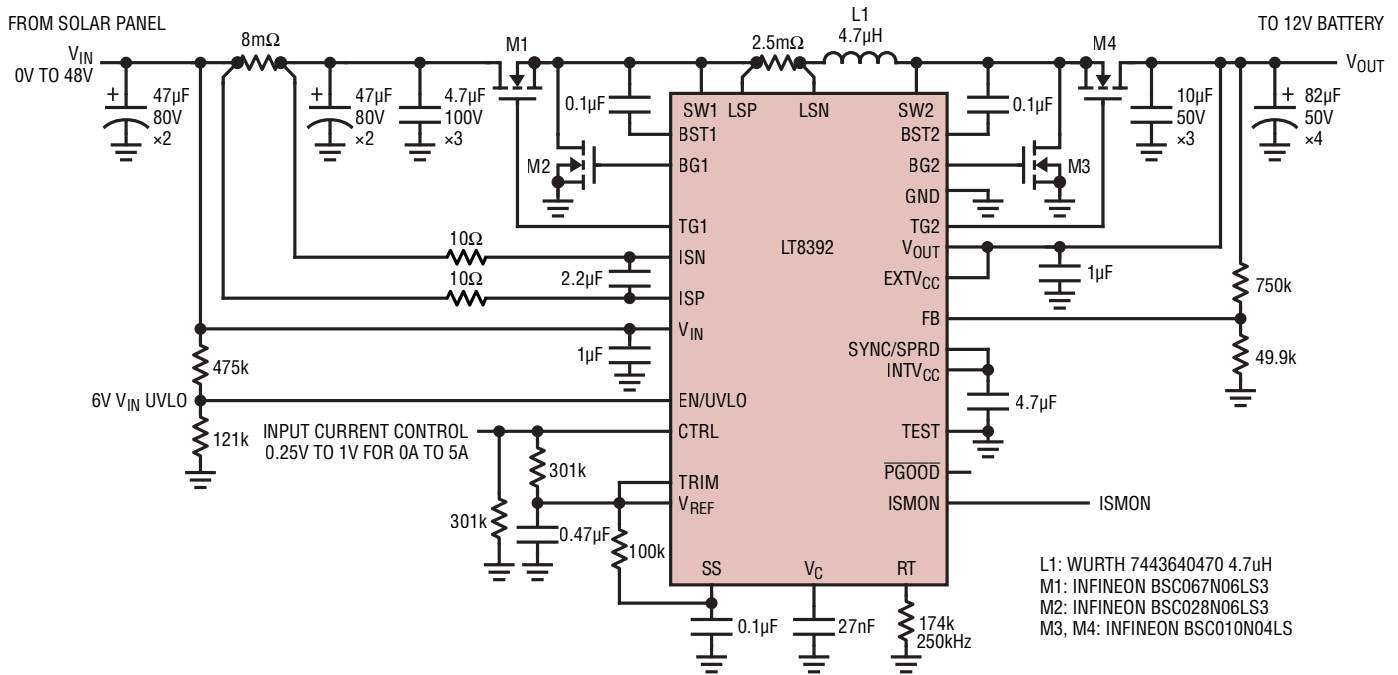 FROM SOLAR PANEL
V_IN
0V TO 48V
8mΩ
M1
2.5mΩ
L1
4.7µH
M4
TO 12V BATTERY
V_OUT
+
47µF
80V
×2
+
47µF
80V
×2
4.7µF
100V
×3
0.1µF
SW1
LSP
LSN
SW2
0.1µF
10µF
50V
×3
+
82µF
50V
×4
BST1
BST2
M2
BG1
BG2
M3
GND
TG1
TG2
LT8392
10Ω
ISN
V_OUT
2.2µF
EXTV_CC
1µF
10Ω
ISP
750k
V_IN
FB
1µF
475k
SYNC/SPRD
INTV_CC
49.9k
6V V_IN UVLO
EN/UVLO
4.7µF
121k
INPUT CURRENT CONTROL
0.25V TO 1V FOR 0A TO 5A
CTRL
TEST
301k
PGOOD
TRIM
V_REF
ISMON
ISMON
301k
0.47µF
100k
SS
V_C
RT
0.1µF
27nF
174k
250kHz
L1: WURTH 7443640470 4.7uH
M1: INFINEON BSC067N06LS3
M2: INFINEON BSC028N06LS3
M3, M4: INFINEON BSC010N04LS